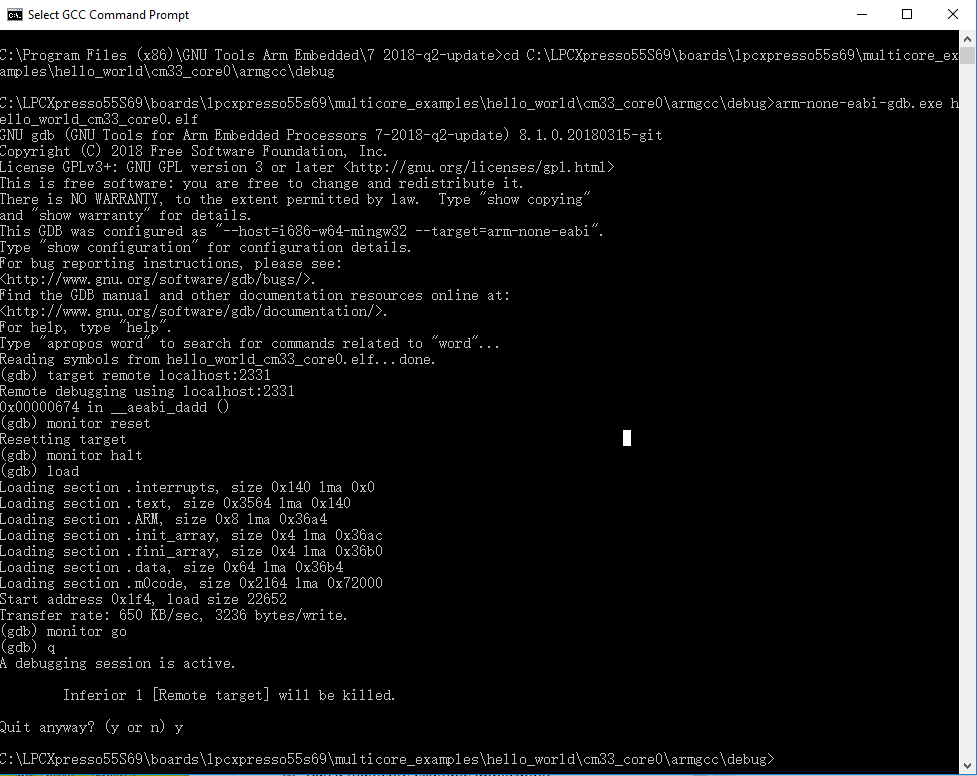 Select GCC Command Prompt
C:\Program Files (x86)\GNU Tools Arm Embedded\7 2018-q2-update>cd C:\LPCXpresso55S69\boards\lpcxpresso55s69\multicore_ex
amples\hello_world\cm33_core0\armgcc\debug
C:\LPCXpresso55S69\boards\lpcxpresso55s69\multicore_examples\hello_world\cm33_core0\armgcc\debug>arm-none-eabi-gdb.exe h
ello_world_cm33_core0.elf
GNU gdb (GNU Tools for Arm Embedded Processors 7-2018-q2-update) 8.1.0.20180315-git
Copyright (C) 2018 Free Software Foundation, Inc.
License GPLv3+: GNU GPL version 3 or later <http://gnu.org/licenses/gpl.html>
This is free software: you are free to change and redistribute it.
There is NO WARRANTY, to the extent permitted by law.  Type "show copying"
and "show warranty" for details.
This GDB was configured as "--host=i686-w64-mingw32 --target=arm-none-eabi".
Type "show configuration" for configuration details.
For bug reporting instructions, please see:
<http://www.gnu.org/software/gdb/bugs/>.
Find the GDB manual and other documentation resources online at:
<http://www.gnu.org/software/gdb/documentation/>.
For help, type "help".
Type "apropos word" to search for commands related to "word"...
Reading symbols from hello_world_cm33_core0.elf...done.
(gdb) target remote localhost:2331
Remote debugging using localhost:2331
0x00000674 in __aeabi_dadd ()
(gdb) monitor reset
Resetting target
(gdb) monitor halt
(gdb) load
Loading section .interrupts, size 0x140 lma 0x0
Loading section .text, size 0x3564 lma 0x140
Loading section .ARM, size 0x8 lma 0x36a4
Loading section .init_array, size 0x4 lma 0x36ac
Loading section .fini_array, size 0x4 lma 0x36b0
Loading section .data, size 0x64 lma 0x36b4
Loading section .m0code, size 0x2164 lma 0x72000
Start address 0x1f4, load size 22652
Transfer rate: 650 KB/sec, 3236 bytes/write.
(gdb) monitor go
(gdb) q
A debugging session is active.
Inferior 1 [Remote target] will be killed.
Quit anyway? (y or n) y
C:\LPCXpresso55S69\boards\lpcxpresso55s69\multicore_examples\hello_world\cm33_core0\armgcc\debug>